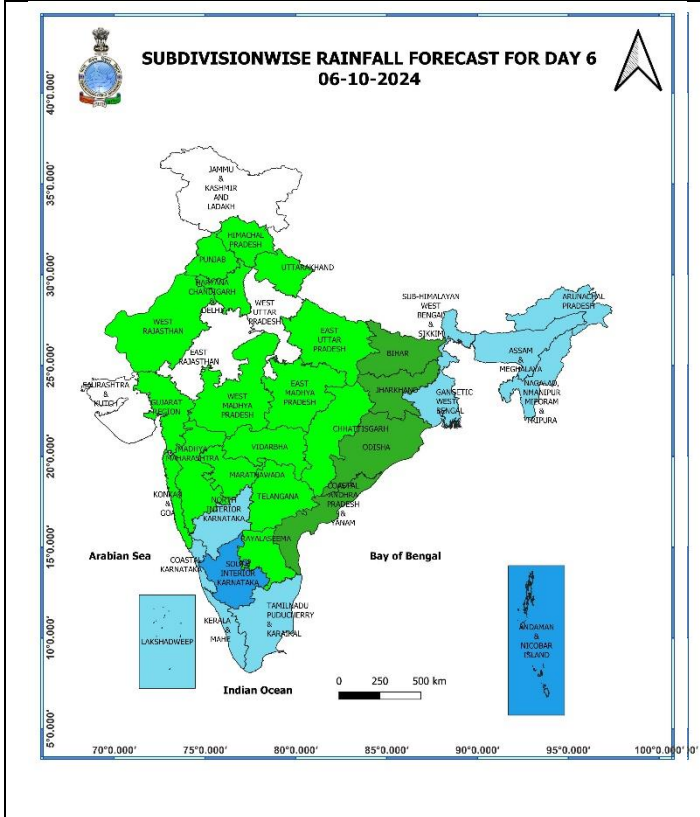 SUBDIVISIONWISE RAINFALL FORECAST FOR DAY 6
06-10-2024
40°0.000'
35°0.000'
30°0.000'
25°0.000'
20°0.000'
15°0.000'
10°0.000'
5°0.000'
JAMMU
&
KASHMIR
AND
LADAKH
HIMACHAL
PRADESH
PUNJAB
UTTARAKHAND
HARYANA
CHANDIGARH
&
DELHI
WEST
UTTAR
PRADESH
WEST
RAJASTHAN
EAST
RAJASTHAN
EAST
UTTAR
PRADESH
SUB-HIMALAYAN
WEST
BENGAL
&
SIKKIM
ARUNACHAL
PRADESH
BIHAR
ASSAM
&
MEGHALAYA
SAURASHTRA
&
KUTCH
GUJARAT
REGION
WEST
MADHYA
PRADESH
EAST
MADHYA
PRADESH
JHARKHAND
GANGETIC
WEST
BENGAL
NAGALAD,
MANIPUR
MIZORAM
&
TRIPURA
CHHATTISGARH
MADHYA
MAHARASHTRA
VIDARBHA
ODISHA
MARATHAWADA
KONKAN
&
GOA
NORTH
INTERIOR
KARNATAKA
TELANGANA
COASTAL
ANDHRA
PRADESH
&
YANAM
RAYALASEEMA
Arabian Sea
Bay of Bengal
COASTAL
KARNATAKA
SOUTH
INTERIOR
KARNATAKA
TAMILNADU
PUDUCHERRY
&
KARAIKAL
KERALA
&
MAHE
LAKSHADWEEP
ANDAMAN
&
NICOBAR
ISLAND
Indian Ocean
0 250 500 km
70°0.000' 75°0.000' 80°0.000' 85°0.000' 90°0.000' 95°0.000' 100°0.000'